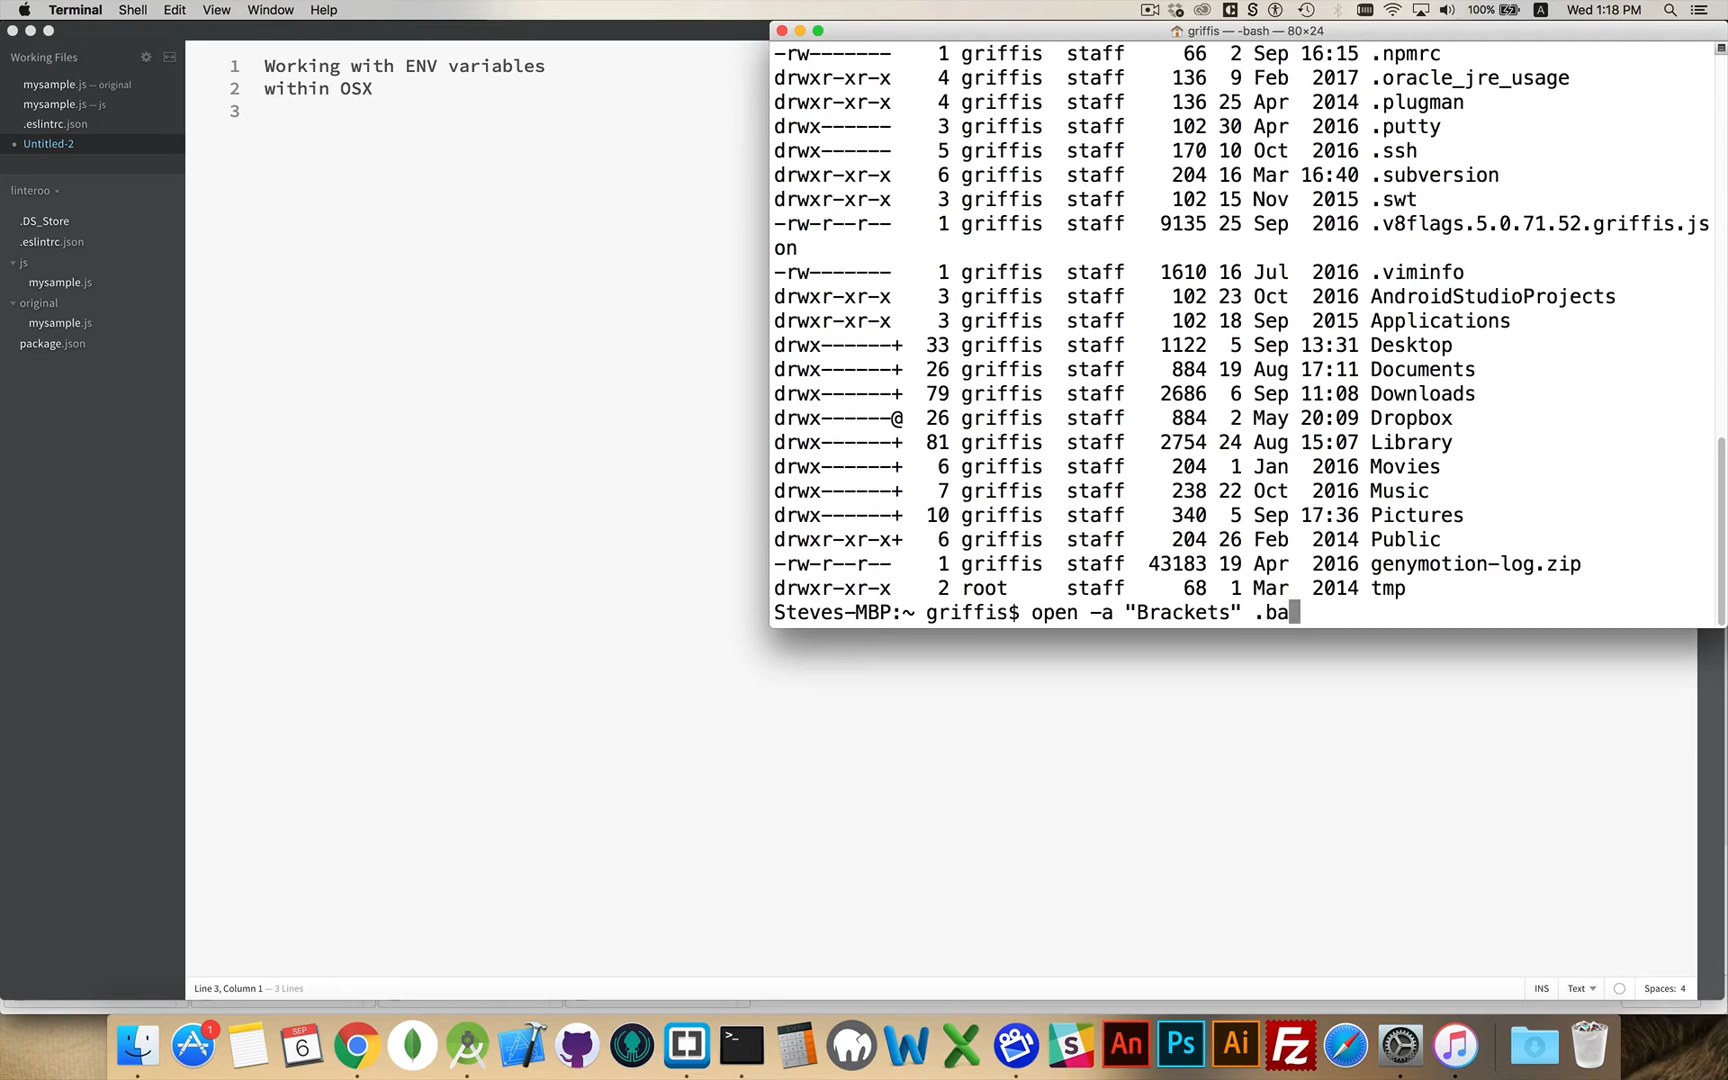 Terminal Shell Edit View Window Help
100% A Wed 1:18 PM
Working Files
mysample.js — original
mysample.js — js
.eslintrc.json
Untitled-2
linteroo
.DS_Store
.eslintrc.json
js
mysample.js
original
mysample.js
package.json
1 Working with ENV variables
2 within OSX
3
griffis — -bash — 80×24
-rw------- 1 griffis staff 66 2 Sep 16:15 .npmrc
drwxr-xr-x 4 griffis staff 136 9 Feb 2017 .oracle_jre_usage
drwxr-xr-x 4 griffis staff 136 25 Apr 2014 .plugman
drwx------ 3 griffis staff 102 30 Apr 2016 .putty
drwx------ 5 griffis staff 170 10 Oct 2016 .ssh
drwxr-xr-x 6 griffis staff 204 16 Mar 16:40 .subversion
drwxr-xr-x 3 griffis staff 102 15 Nov 2015 .swt
-rw-r--r-- 1 griffis staff 9135 25 Sep 2016 .v8flags.5.0.71.52.griffis.js
on
-rw------- 1 griffis staff 1610 16 Jul 2016 .viminfo
drwxr-xr-x 3 griffis staff 102 23 Oct 2016 AndroidStudioProjects
drwxr-xr-x 3 griffis staff 102 18 Sep 2015 Applications
drwx------+ 33 griffis staff 1122 5 Sep 13:31 Desktop
drwx------+ 26 griffis staff 884 19 Aug 17:11 Documents
drwx------+ 79 griffis staff 2686 6 Sep 11:08 Downloads
drwx------@ 26 griffis staff 884 2 May 20:09 Dropbox
drwx------+ 81 griffis staff 2754 24 Aug 15:07 Library
drwx------+ 6 griffis staff 204 1 Jan 2016 Movies
drwx------+ 7 griffis staff 238 22 Oct 2016 Music
drwx------+ 10 griffis staff 340 5 Sep 17:36 Pictures
drwxr-xr-x+ 6 griffis staff 204 26 Feb 2014 Public
-rw-r--r-- 1 griffis staff 43183 19 Apr 2016 genymotion-log.zip
drwxr-xr-x 2 root staff 68 1 Mar 2014 tmp
Steves-MBP:~ griffis$ open -a "Brackets" .ba
Line 3, Column 1 — 3 Lines
INS Text Spaces: 4
1 SEP 6 W X S An Ps Ai Fz